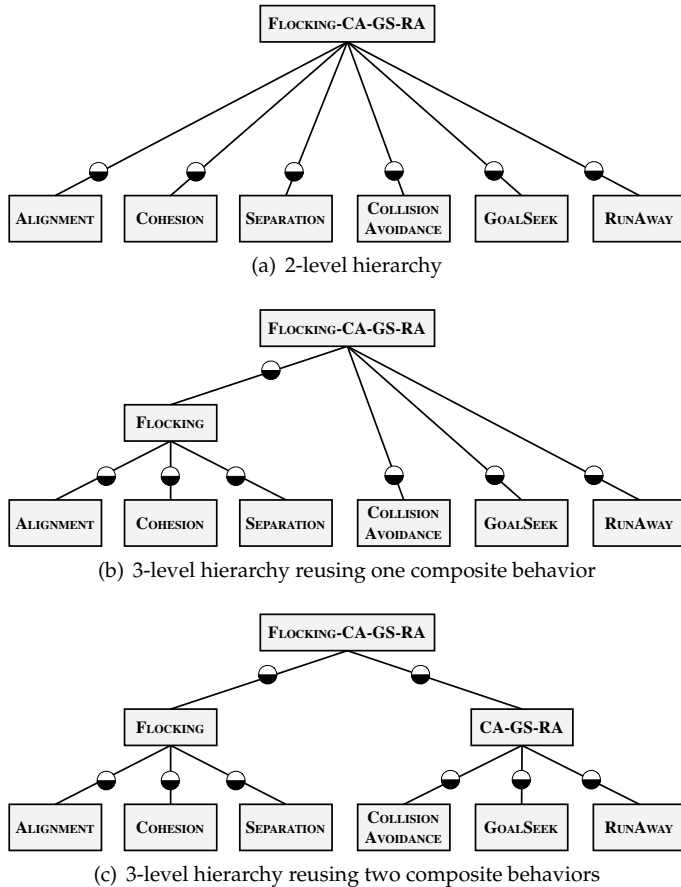 FLOCKING-CA-GS-RA
ALIGNMENT COHESION SEPARATION COLLISION AVOIDANCE GOALSEEK RUNAWAY
(a) 2-level hierarchy
FLOCKING-CA-GS-RA
FLOCKING
ALIGNMENT COHESION SEPARATION COLLISION AVOIDANCE GOALSEEK RUNAWAY
(b) 3-level hierarchy reusing one composite behavior
FLOCKING-CA-GS-RA
FLOCKING CA-GS-RA
ALIGNMENT COHESION SEPARATION COLLISION AVOIDANCE GOALSEEK RUNAWAY
(c) 3-level hierarchy reusing two composite behaviors